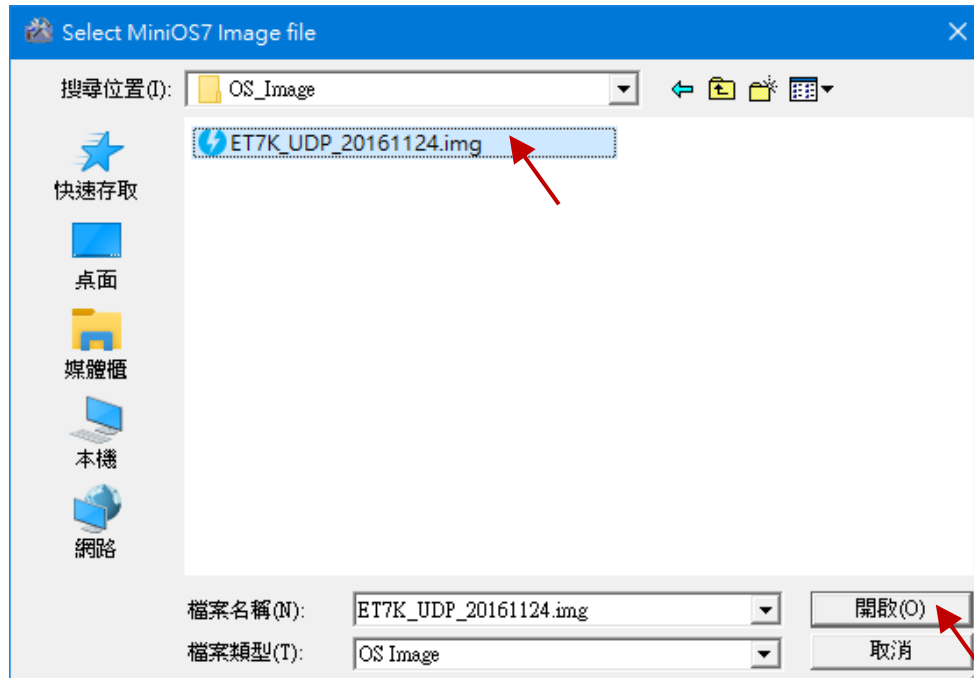 Select MiniOS7 Image file
搜尋位置(I):
OS_Image
ET7K_UDP_20161124.img
快速存取
桌面
媒體櫃
本機
網路
檔案名稱(N):
ET7K_UDP_20161124.img
開啟(O)
檔案類型(T):
OS Image
取消